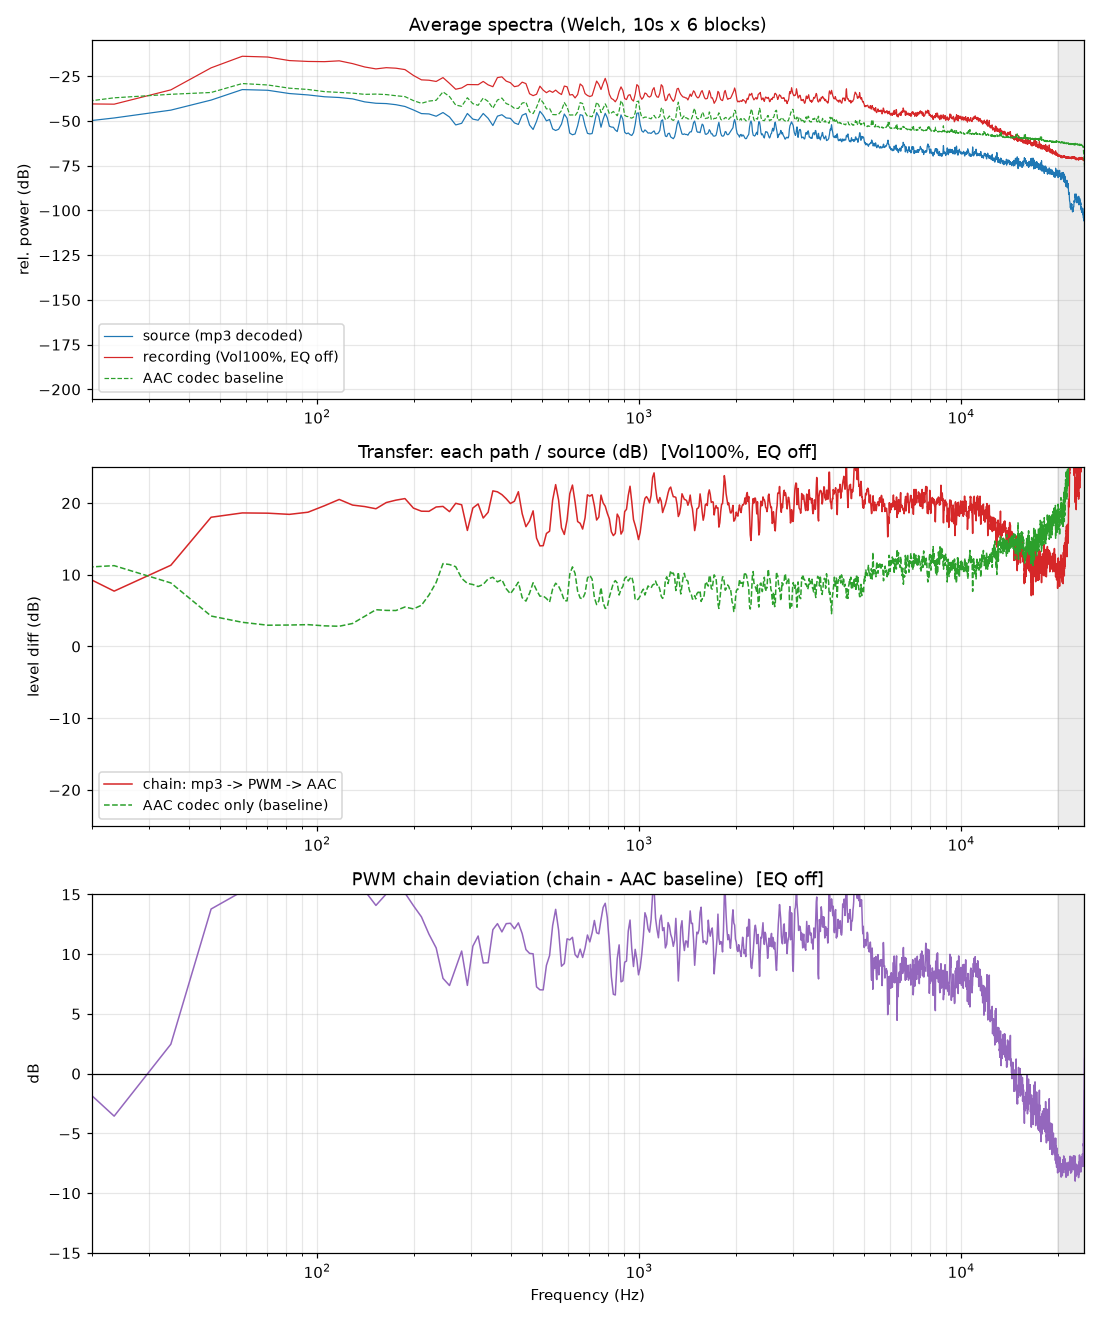 Average spectra (Welch, 10s x 6 blocks)
rel. power (dB)
−25
−50
−75
−100
−125
−150
−175
−200
source (mp3 decoded)
recording (Vol100%, EQ off)
AAC codec baseline
10²
10³
10⁴
Transfer: each path / source (dB)  [Vol100%, EQ off]
level diff (dB)
20
10
0
−10
−20
chain: mp3 -> PWM -> AAC
AAC codec only (baseline)
10²
10³
10⁴
PWM chain deviation (chain - AAC baseline)  [EQ off]
dB
15
10
5
0
−5
−10
−15
10²
10³
10⁴
Frequency (Hz)